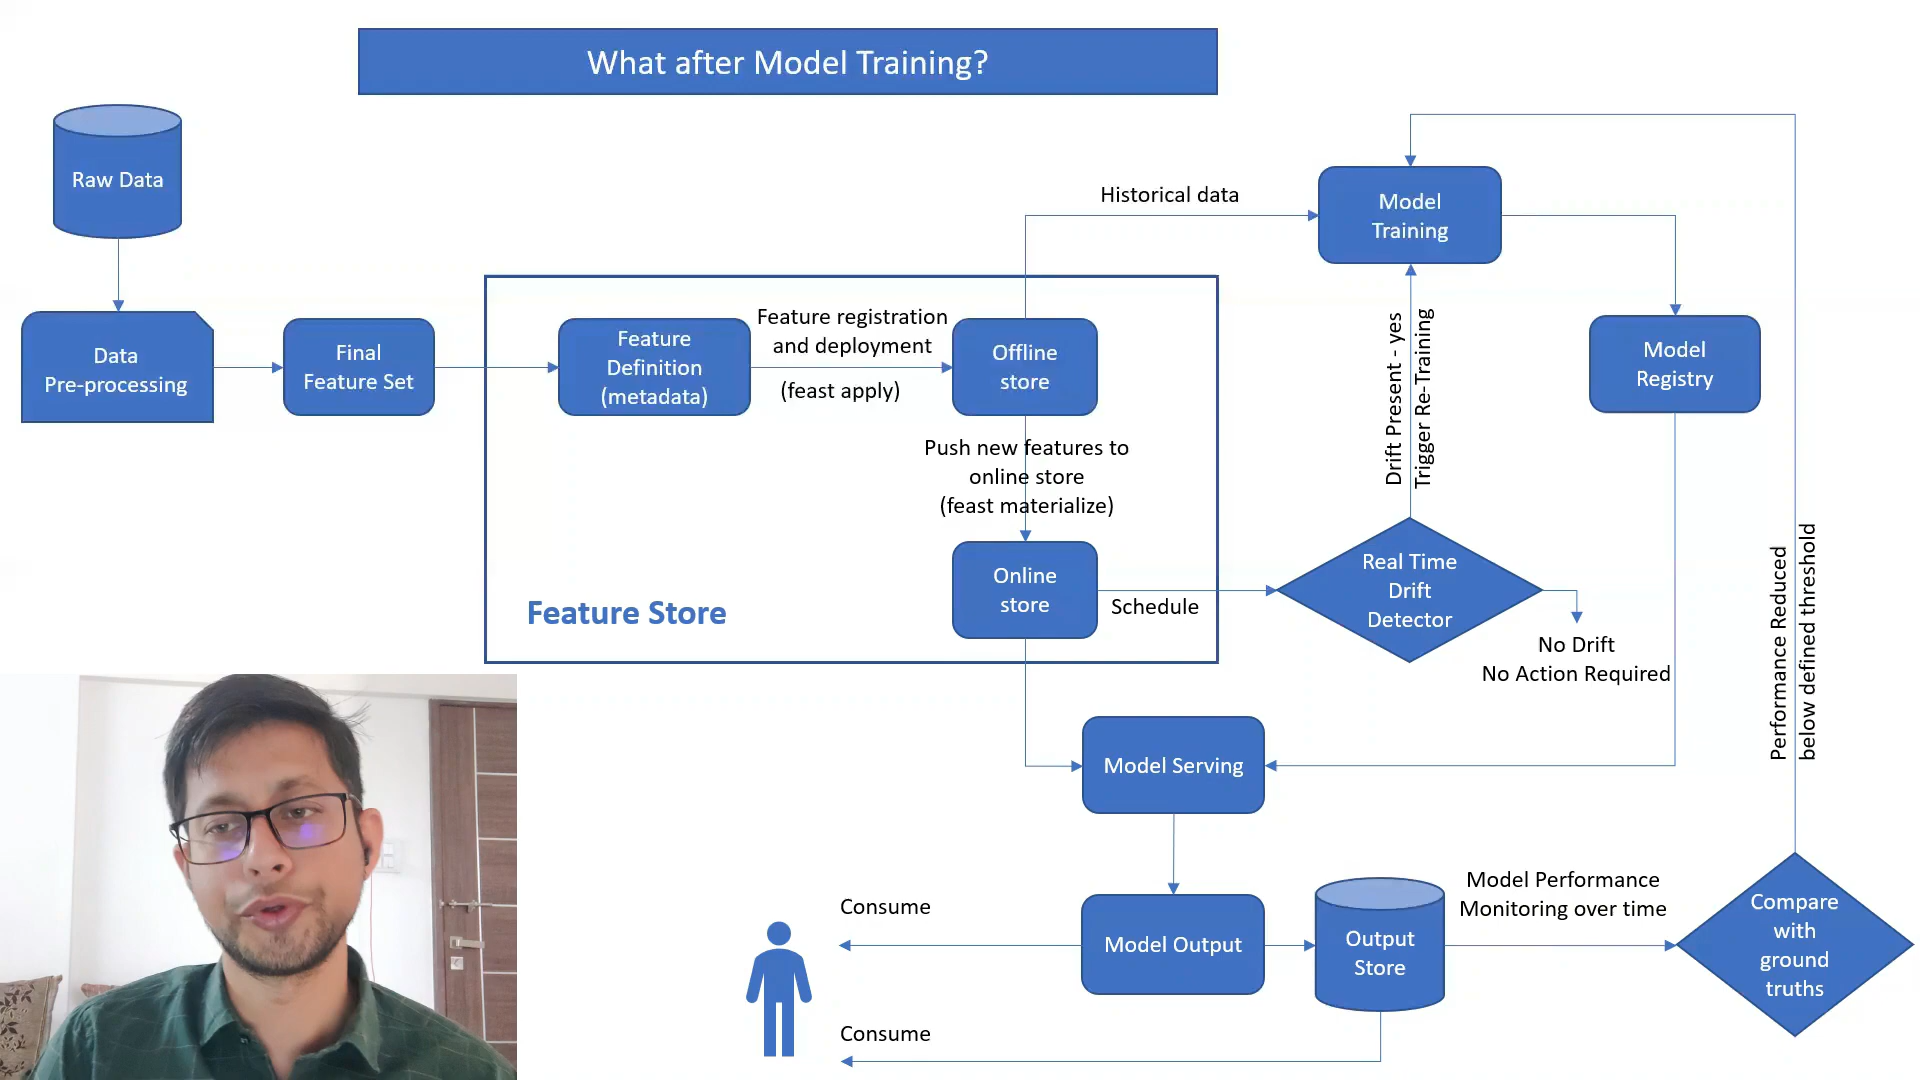 What after Model Training?
Raw Data
Data
Pre-processing
Final
Feature Set
Feature
Definition
(metadata)
Feature registration
and deployment
(feast apply)
Offline
store
Historical data
Model
Training
Model
Registry
Push new features to
online store
(feast materialize)
Online
store
Schedule
Feature Store
Real Time
Drift
Detector
Drift Present - yes
Trigger Re-Training
No Drift
No Action Required
Performance Reduced
below defined threshold
Model Serving
Model Output
Consume
Consume
Output
Store
Model Performance
Monitoring over time
Compare
with
ground
truths